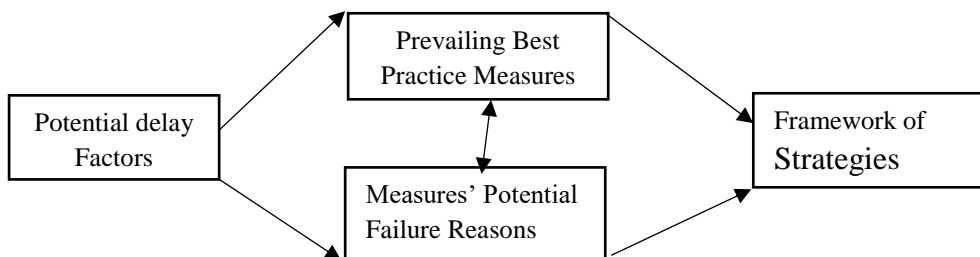 Prevailing Best
Practice Measures
Potential delay
Factors
Framework of
Strategies
Measures’ Potential
Failure Reasons